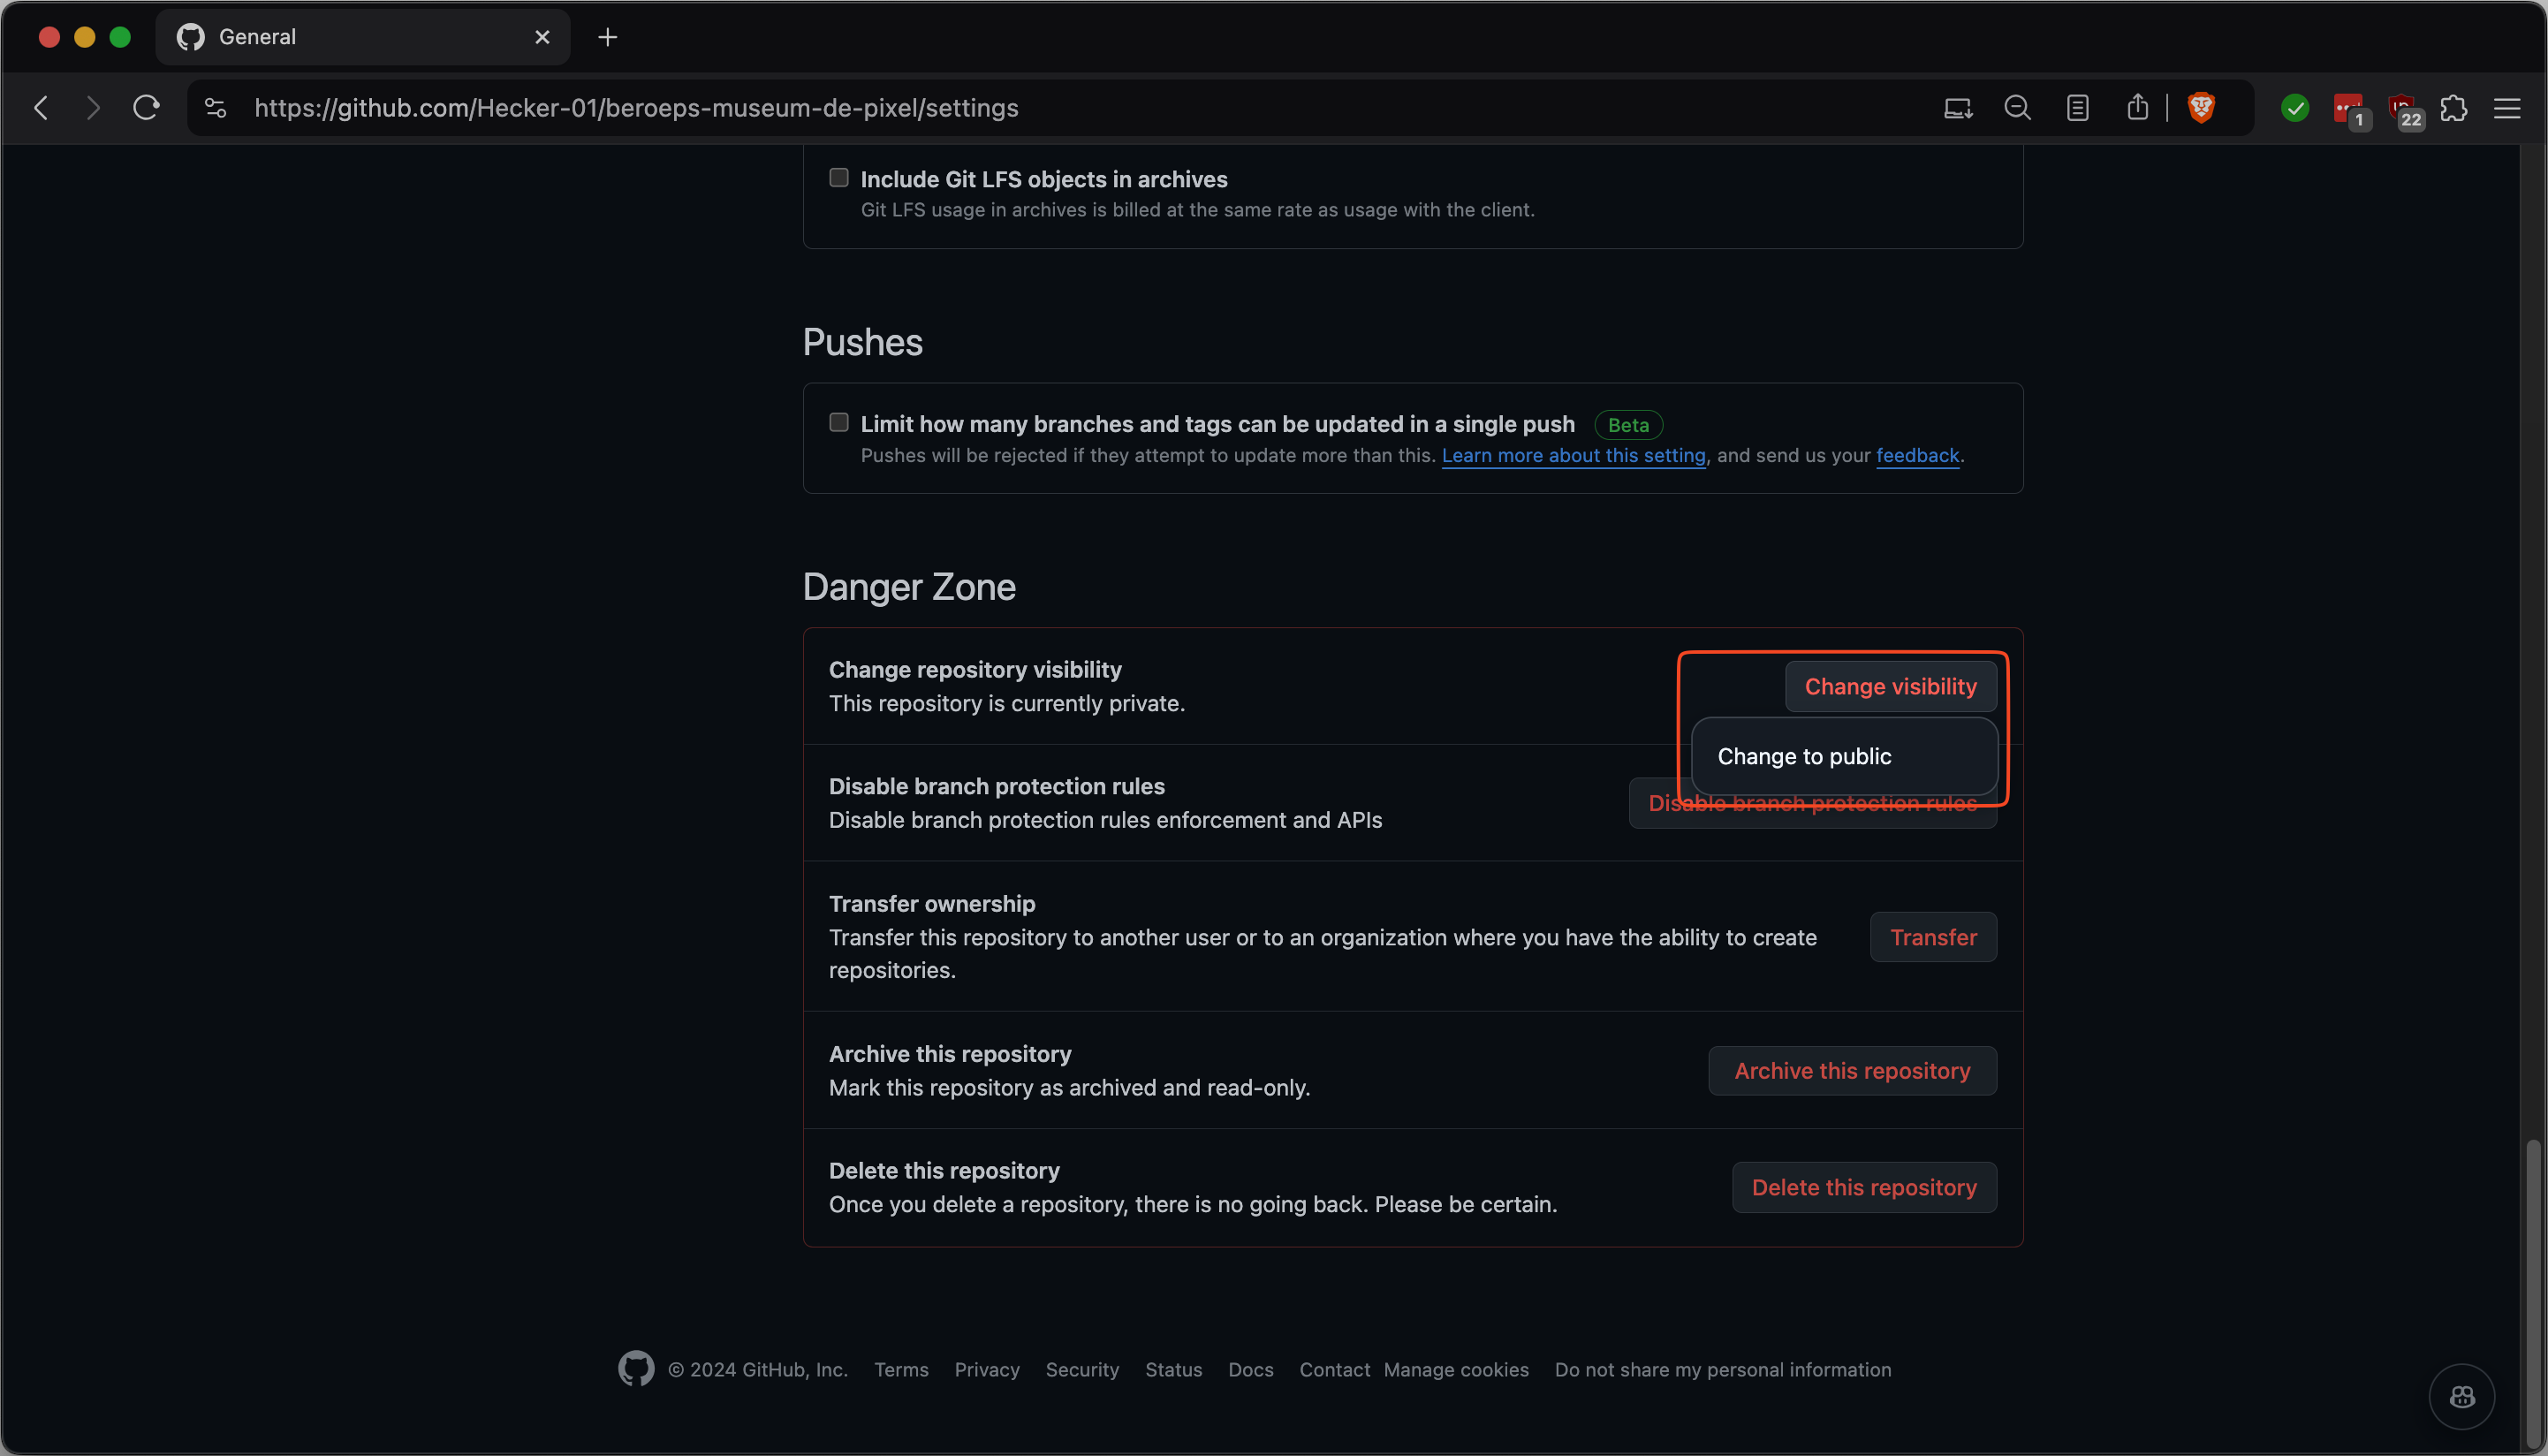 General
https://github.com/Hecker-01/beroeps-museum-de-pixel/settings
1
22
Include Git LFS objects in archives
Git LFS usage in archives is billed at the same rate as usage with the client.
Pushes
Limit how many branches and tags can be updated in a single push Beta
Pushes will be rejected if they attempt to update more than this. Learn more about this setting, and send us your feedback.
Danger Zone
Change repository visibility
This repository is currently private.
Change visibility
Change to public
Disable branch protection rules
Disable branch protection rules enforcement and APIs
Disable branch protection rules
Transfer ownership
Transfer this repository to another user or to an organization where you have the ability to create
repositories.
Transfer
Archive this repository
Mark this repository as archived and read-only.
Archive this repository
Delete this repository
Once you delete a repository, there is no going back. Please be certain.
Delete this repository
© 2024 GitHub, Inc. Terms Privacy Security Status Docs Contact Manage cookies Do not share my personal information